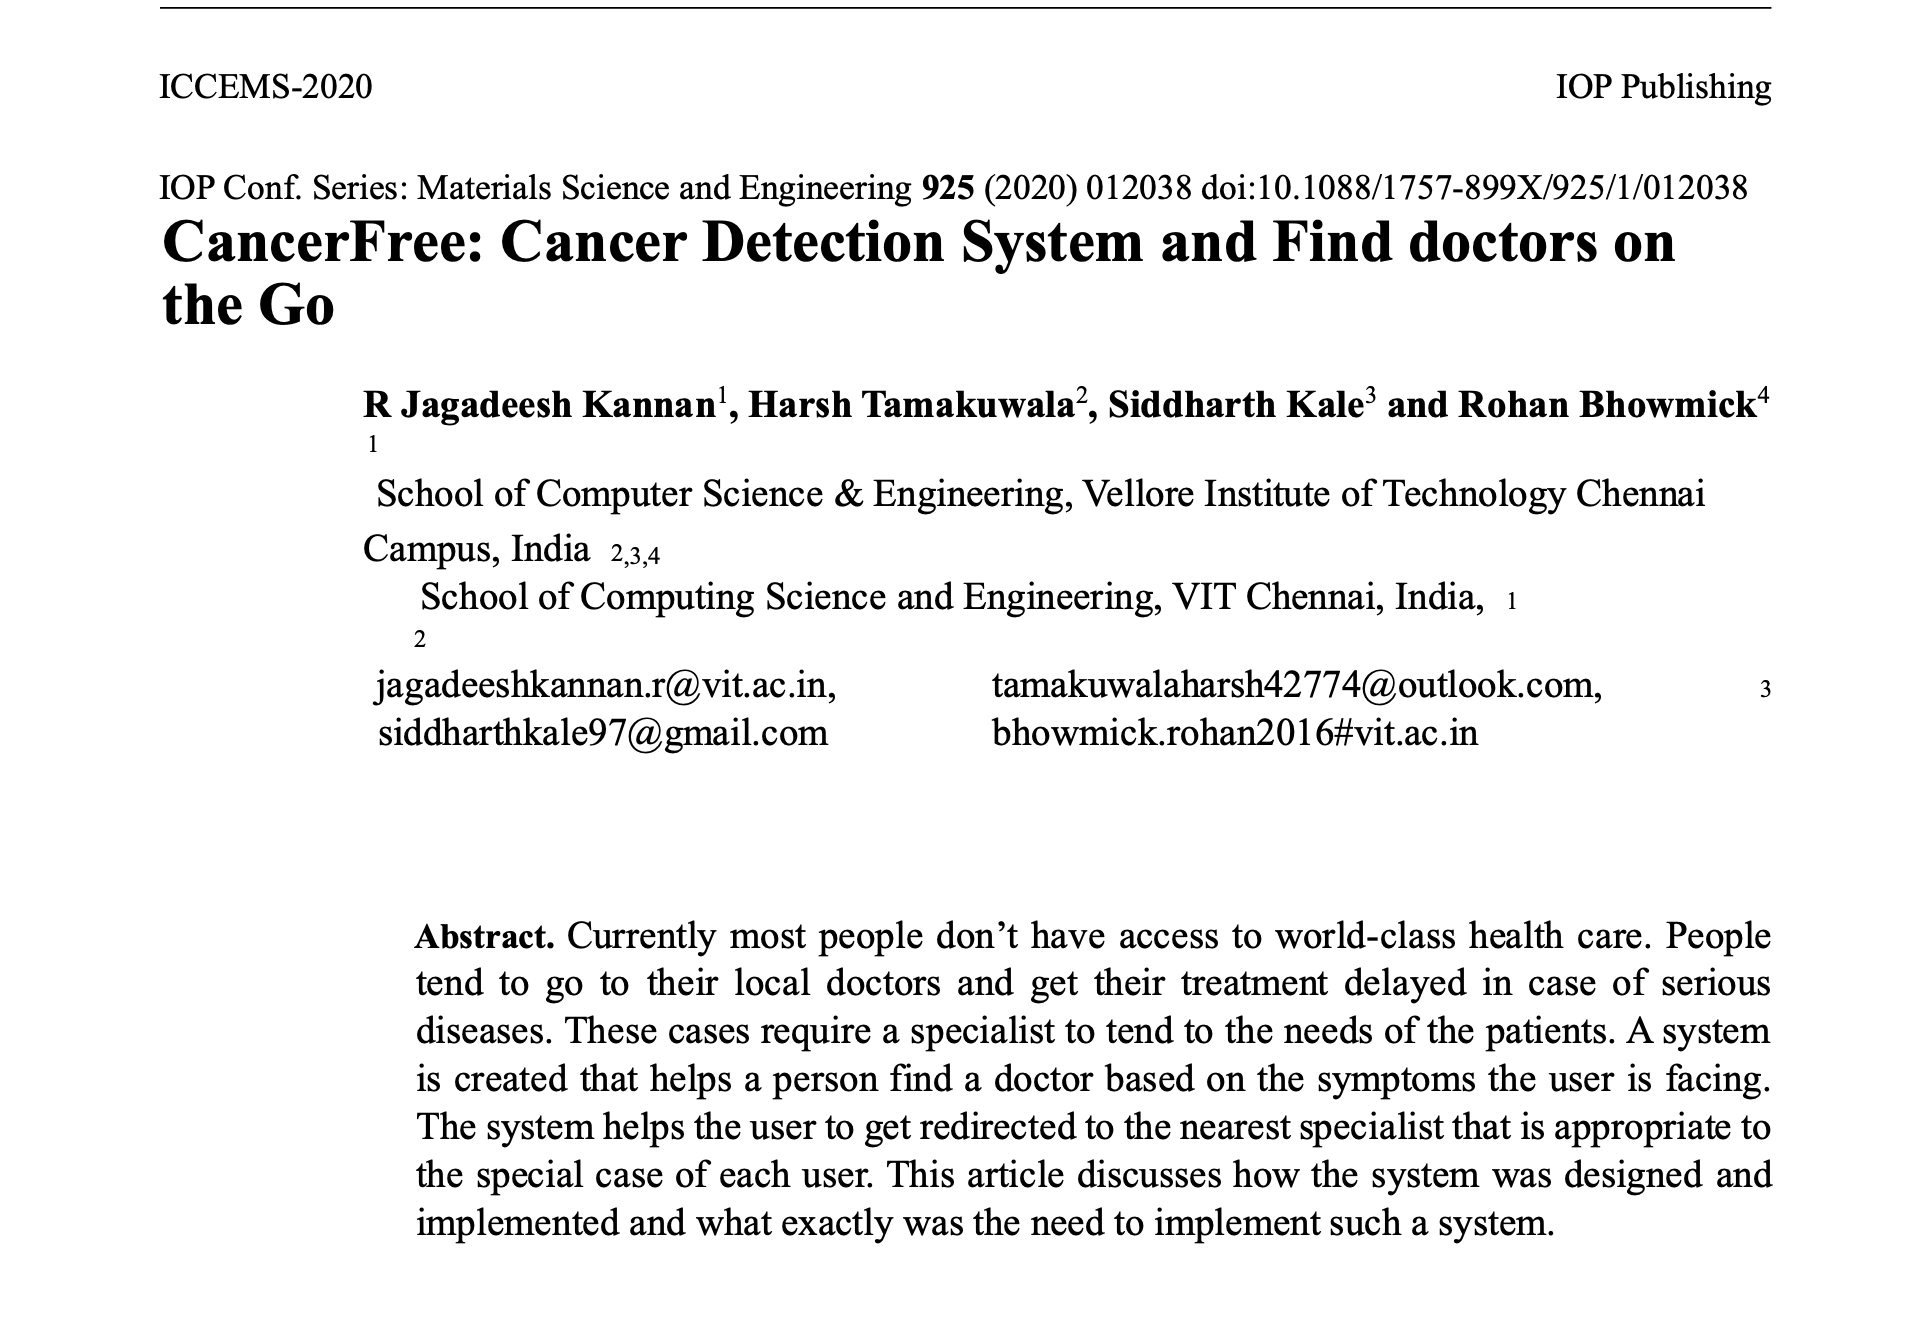 ICCEMS-2020 IOP Publishing
IOP Conf. Series: Materials Science and Engineering 925 (2020) 012038 doi:10.1088/1757-899X/925/1/012038
CancerFree: Cancer Detection System and Find doctors on
the Go
R Jagadeesh Kannan1, Harsh Tamakuwala2, Siddharth Kale3 and Rohan Bhowmick4
1
School of Computer Science & Engineering, Vellore Institute of Technology Chennai
Campus, India 2,3,4
School of Computing Science and Engineering, VIT Chennai, India, 1
2
jagadeeshkannan.r@vit.ac.in, tamakuwalaharsh42774@outlook.com, 3
siddharthkale97@gmail.com bhowmick.rohan2016#vit.ac.in
Abstract. Currently most people don’t have access to world-class health care. People
tend to go to their local doctors and get their treatment delayed in case of serious
diseases. These cases require a specialist to tend to the needs of the patients. A system
is created that helps a person find a doctor based on the symptoms the user is facing.
The system helps the user to get redirected to the nearest specialist that is appropriate to
the special case of each user. This article discusses how the system was designed and
implemented and what exactly was the need to implement such a system.